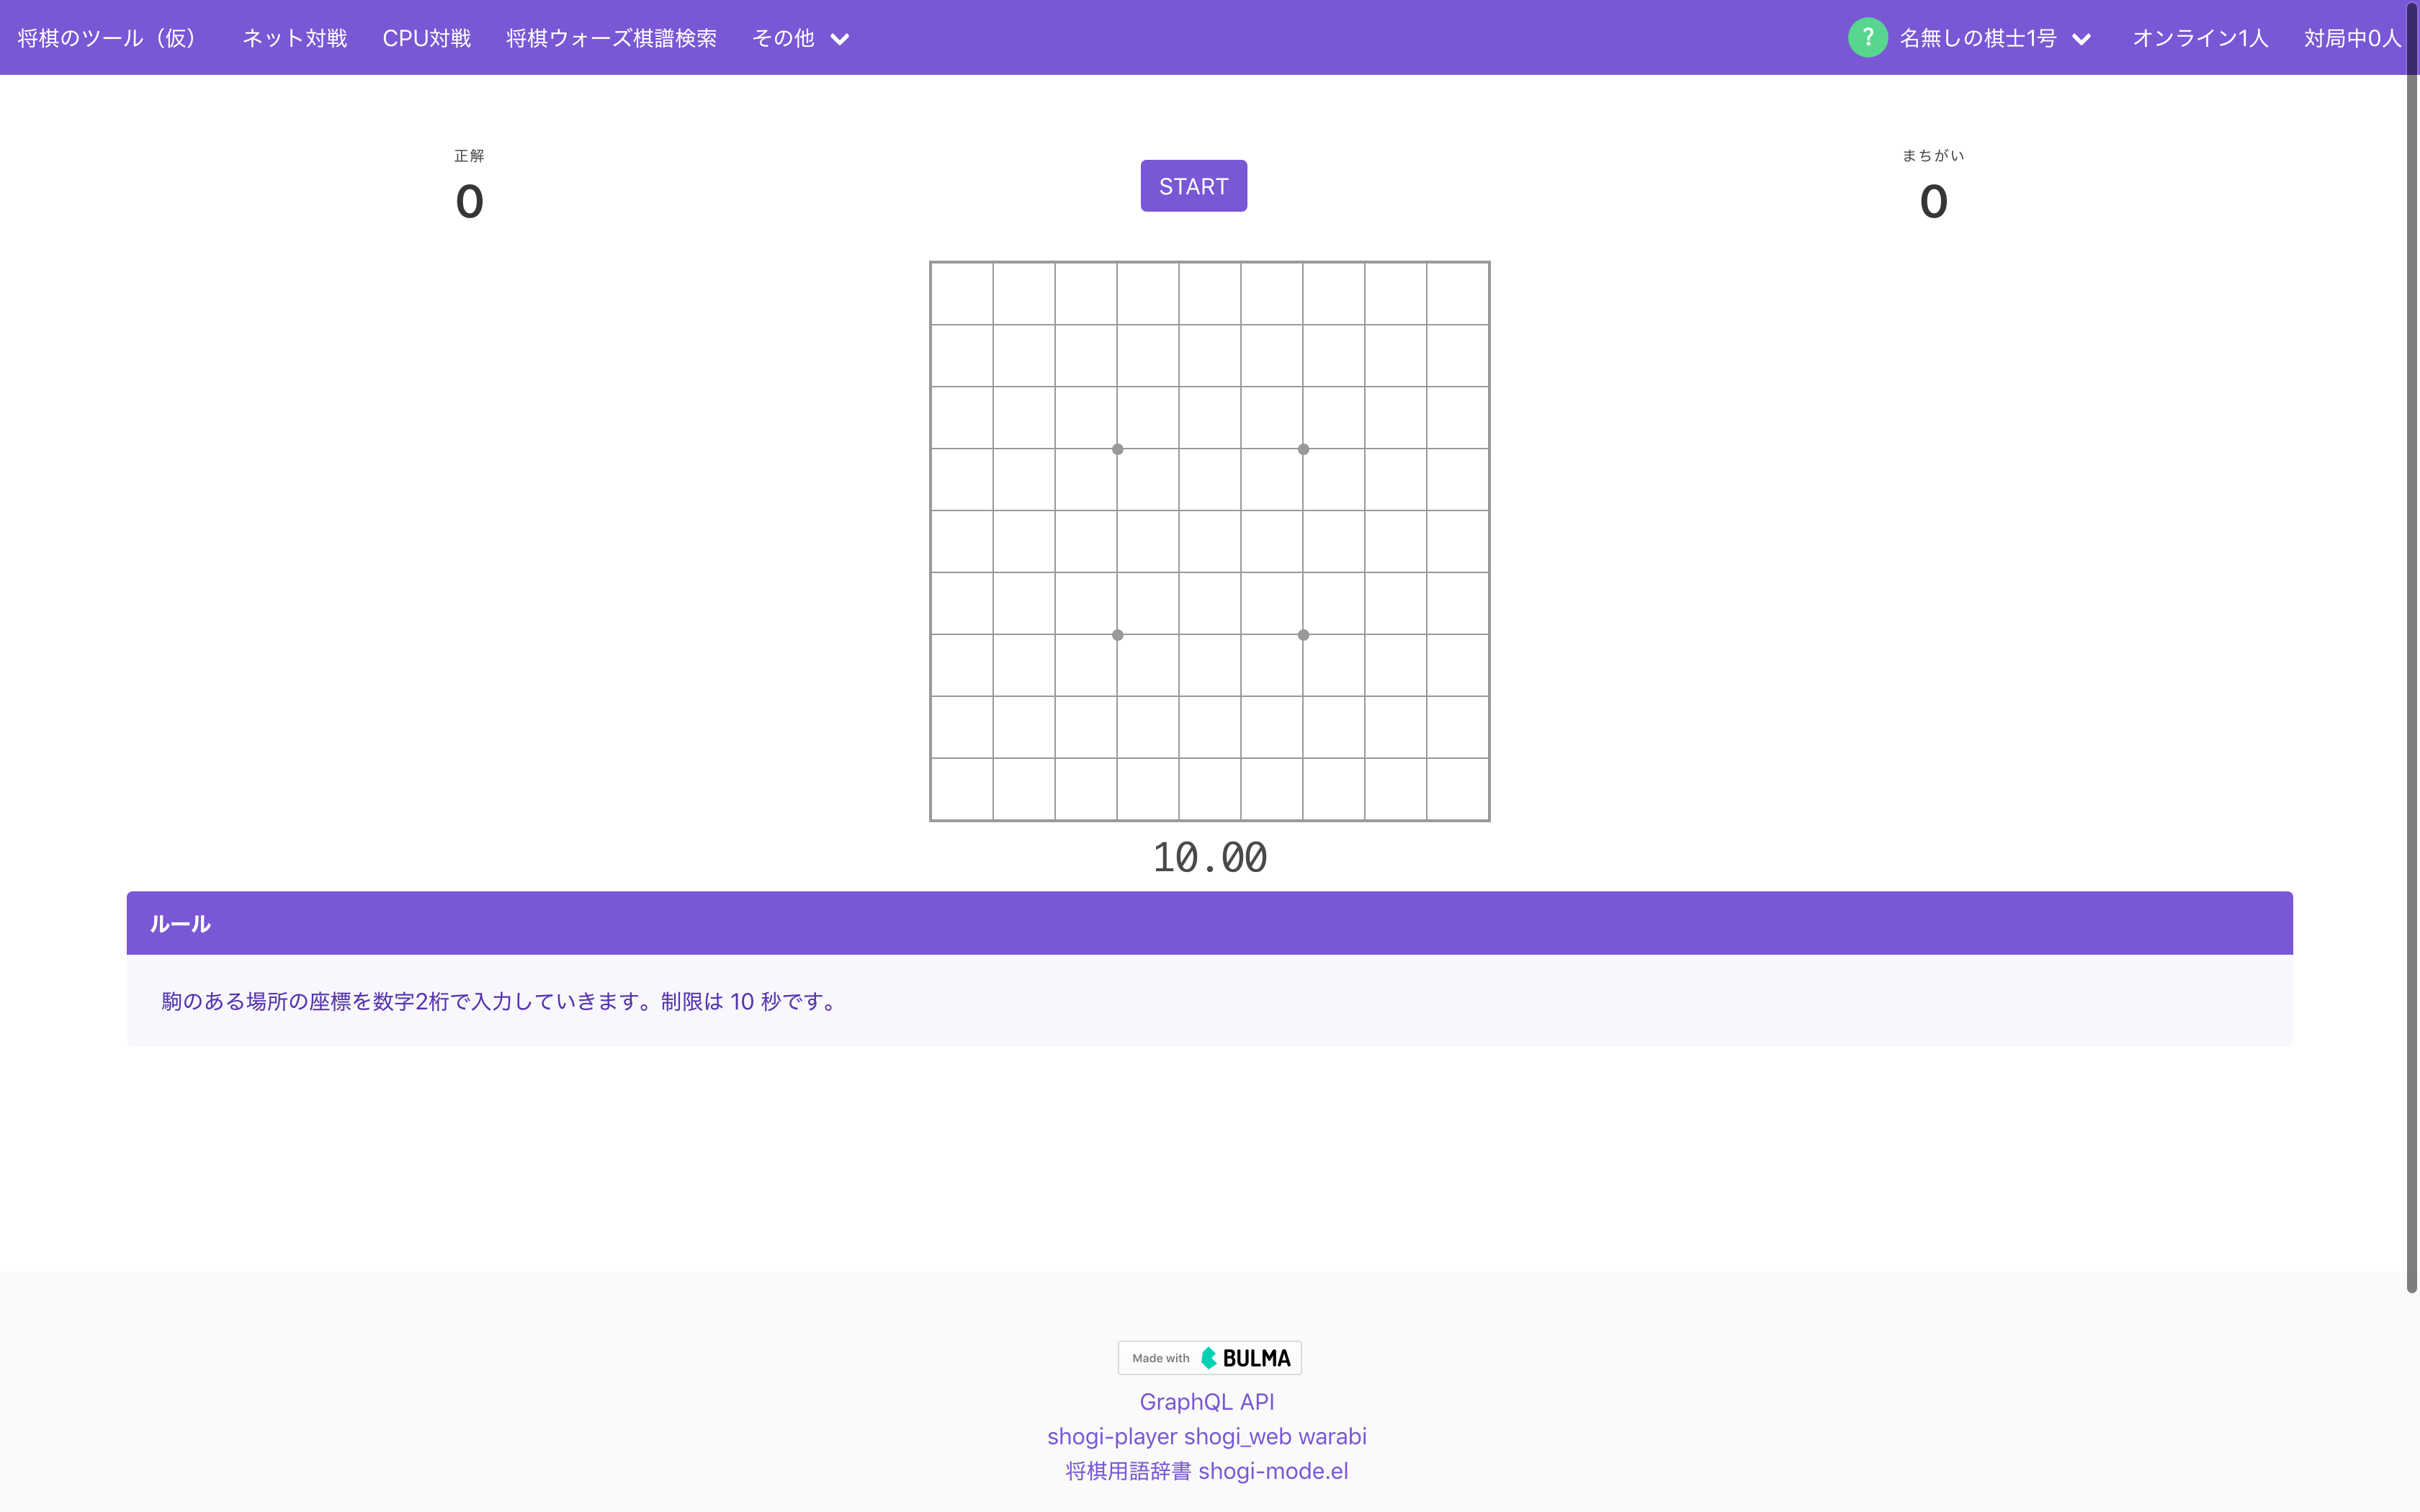 将棋のツール（仮） ネット対戦 CPU対戦 将棋ウォーズ棋譜検索 その他 ? 名無しの棋士1号 オンライン1人 対局中0人
正解 まちがい
0 START 0
10.00
ルール
駒のある場所の座標を数字2桁で入力していきます。制限は 10 秒です。
Made with BULMA
GraphQL API
shogi-player shogi_web warabi
将棋用語辞書 shogi-mode.el